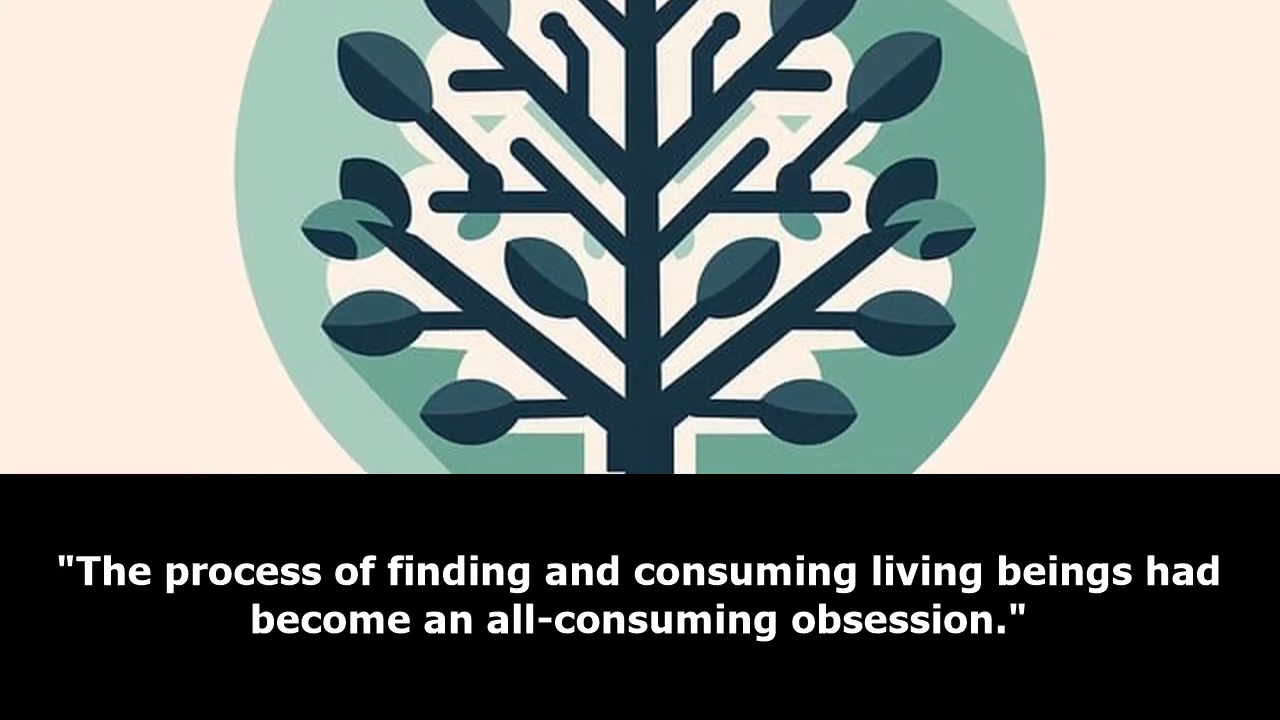 "The process of finding and consuming living beings had
become an all-consuming obsession."